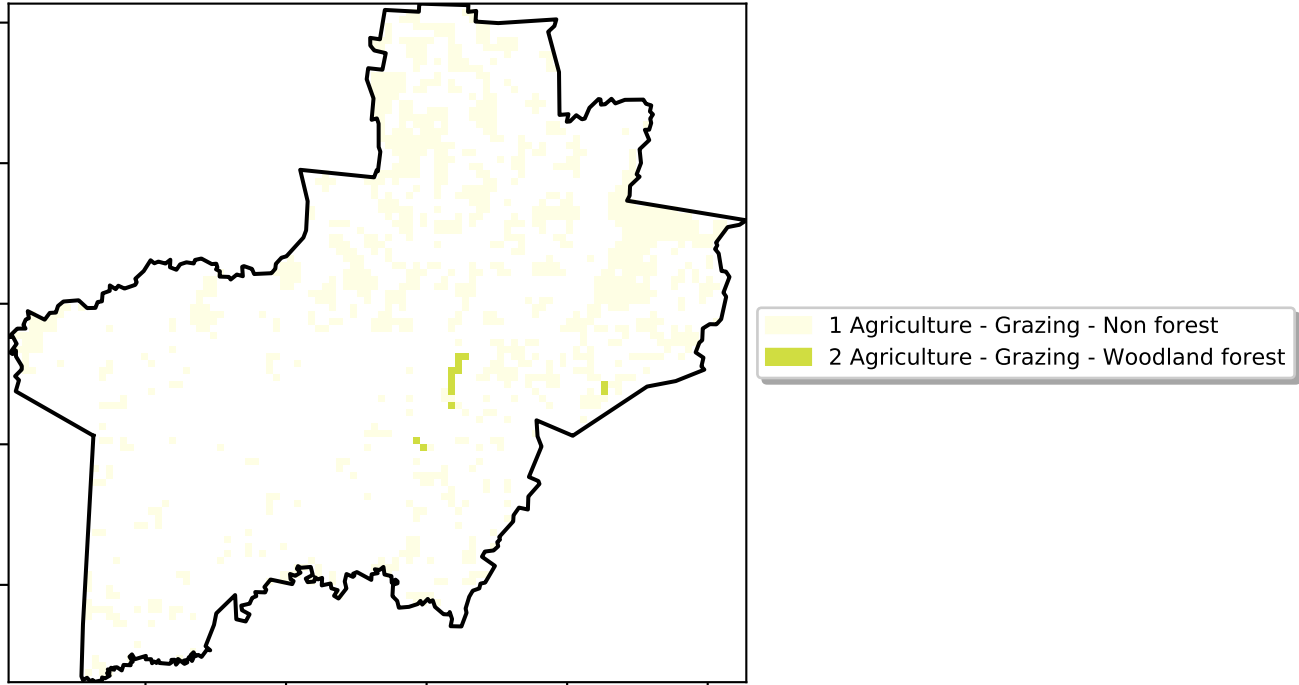 1 Agriculture - Grazing - Non forest
2 Agriculture - Grazing - Woodland forest